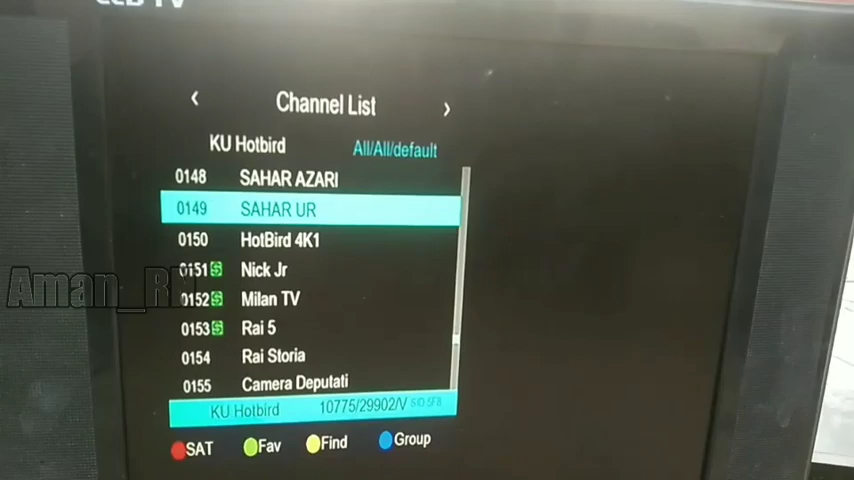 Channel List
KU Hotbird All/All/default
0148 SAHAR AZARI
0149 SAHAR UR
0150 HotBird 4K1
0151 S Nick Jr
0152 S Milan TV
0153 S Rai 5
0154 Rai Storia
0155 Camera Deputati
KU Hotbird 10775/29902/V SID:5F8
SAT Fav Find Group